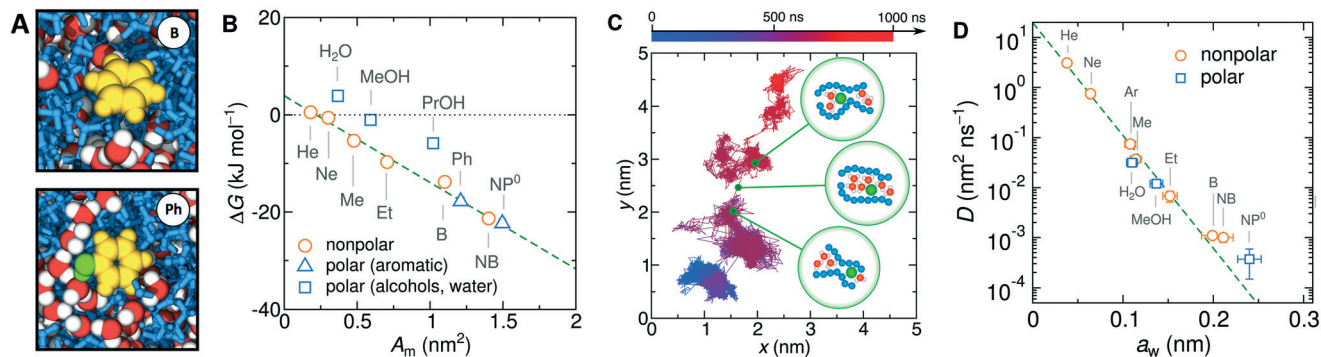 A
B
Ph
B
20
0
-20
-40
ΔG (kJ mol⁻¹)
H₂O
MeOH
PrOH
Ph
NP⁰
He
Ne
Me
Et
B
NB
nonpolar
polar (aromatic)
polar (alcohols, water)
0 0.5 1 1.5 2
Aₘ (nm²)
C
0 500 ns 1000 ns
5
4
3
2
1
0
y (nm)
0 1 2 3 4 5
x (nm)
D
10¹
10⁰
10⁻¹
10⁻²
10⁻³
10⁻⁴
D (nm² ns⁻¹)
He
Ne
Ar
Me
Et
B
NB
NP⁰
H₂O
MeOH
nonpolar
polar
0 0.1 0.2 0.3
a_w (nm)